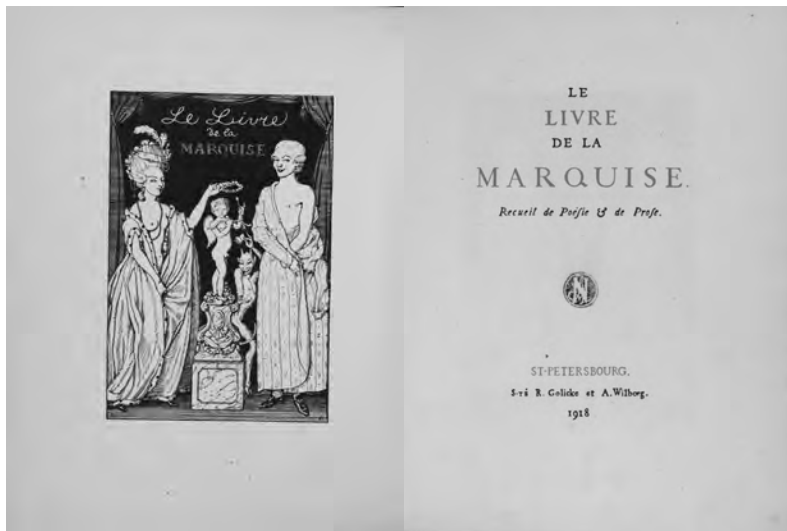 Le Livre
de la
MARQUISE
LE
LIVRE
DE LA
MARQUISE.
Recueil de Poésie & de Prose.
ST-PETERSBOURG.
S-té R. Golicke et A. Wilborg.
1918